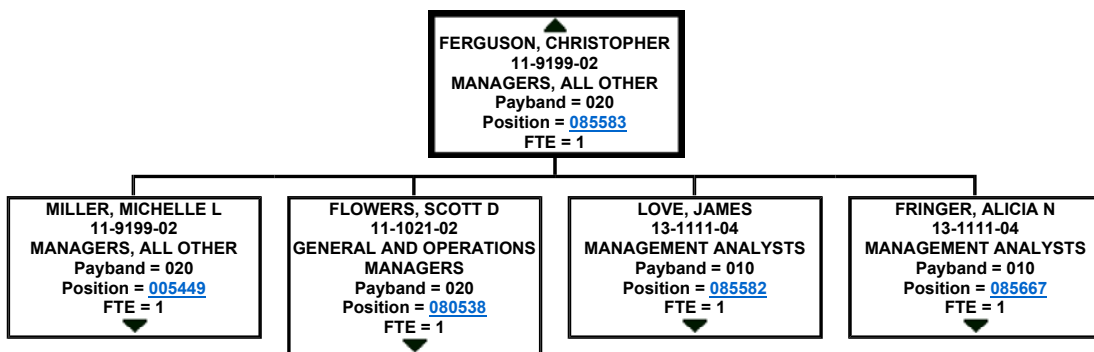 FERGUSON, CHRISTOPHER
11-9199-02
MANAGERS, ALL OTHER
Payband = 020
Position = 085583
FTE = 1
MILLER, MICHELLE L
11-9199-02
MANAGERS, ALL OTHER
Payband = 020
Position = 005449
FTE = 1
FLOWERS, SCOTT D
11-1021-02
GENERAL AND OPERATIONS
MANAGERS
Payband = 020
Position = 080538
FTE = 1
LOVE, JAMES
13-1111-04
MANAGEMENT ANALYSTS
Payband = 010
Position = 085582
FTE = 1
FRINGER, ALICIA N
13-1111-04
MANAGEMENT ANALYSTS
Payband = 010
Position = 085667
FTE = 1